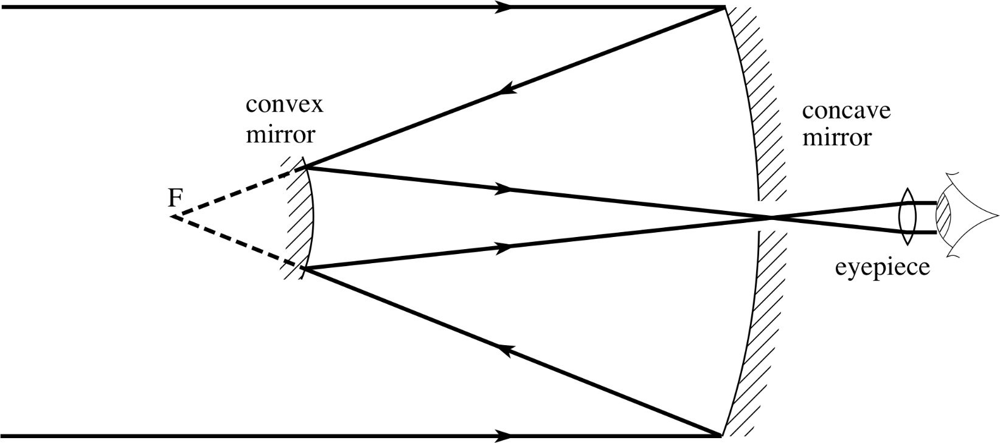 convex
mirror
concave
mirror
F
eyepiece